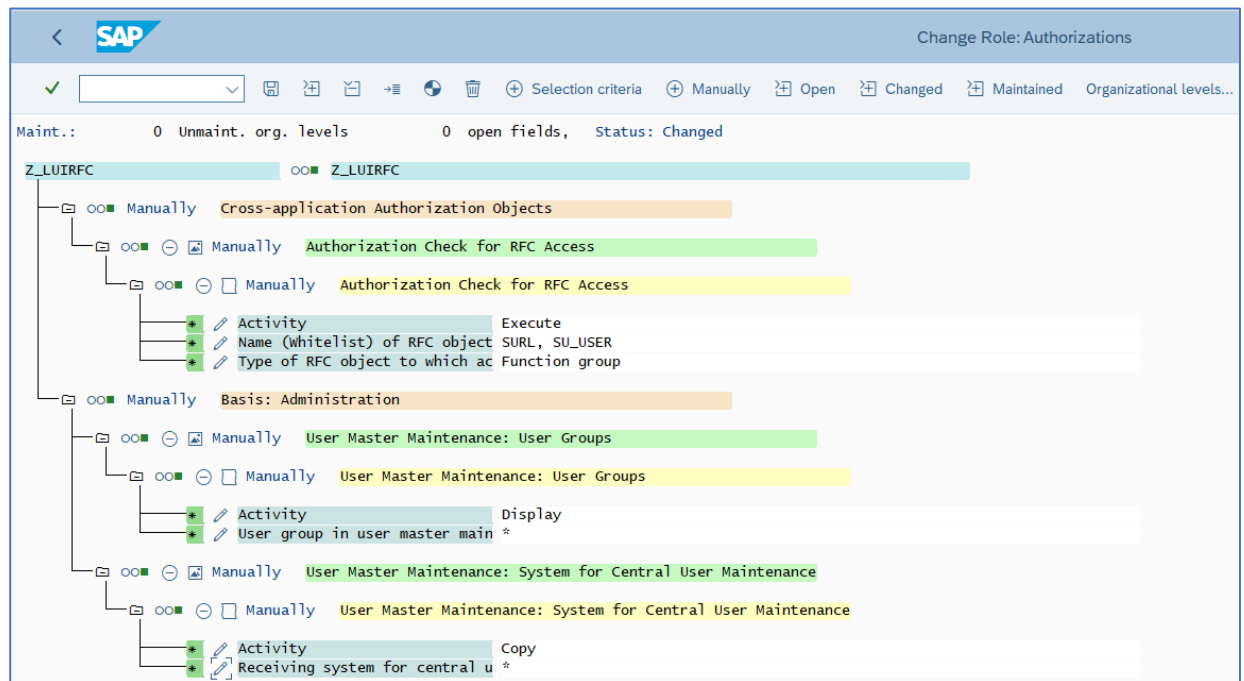 SAP Change Role: Authorizations
Selection criteria Manually Open Changed Maintained Organizational levels...
Maint.: 0 Unmaint. org. levels 0 open fields, Status: Changed
Z_LUIRFC Z_LUIRFC
Manually Cross-application Authorization Objects
Manually Authorization Check for RFC Access
Manually Authorization Check for RFC Access
* Activity Execute
* Name (Whitelist) of RFC object SURL, SU_USER
* Type of RFC object to which ac Function group
Manually Basis: Administration
Manually User Master Maintenance: User Groups
Manually User Master Maintenance: User Groups
* Activity Display
* User group in user master main *
Manually User Master Maintenance: System for Central User Maintenance
Manually User Master Maintenance: System for Central User Maintenance
* Activity Copy
* Receiving system for central u *